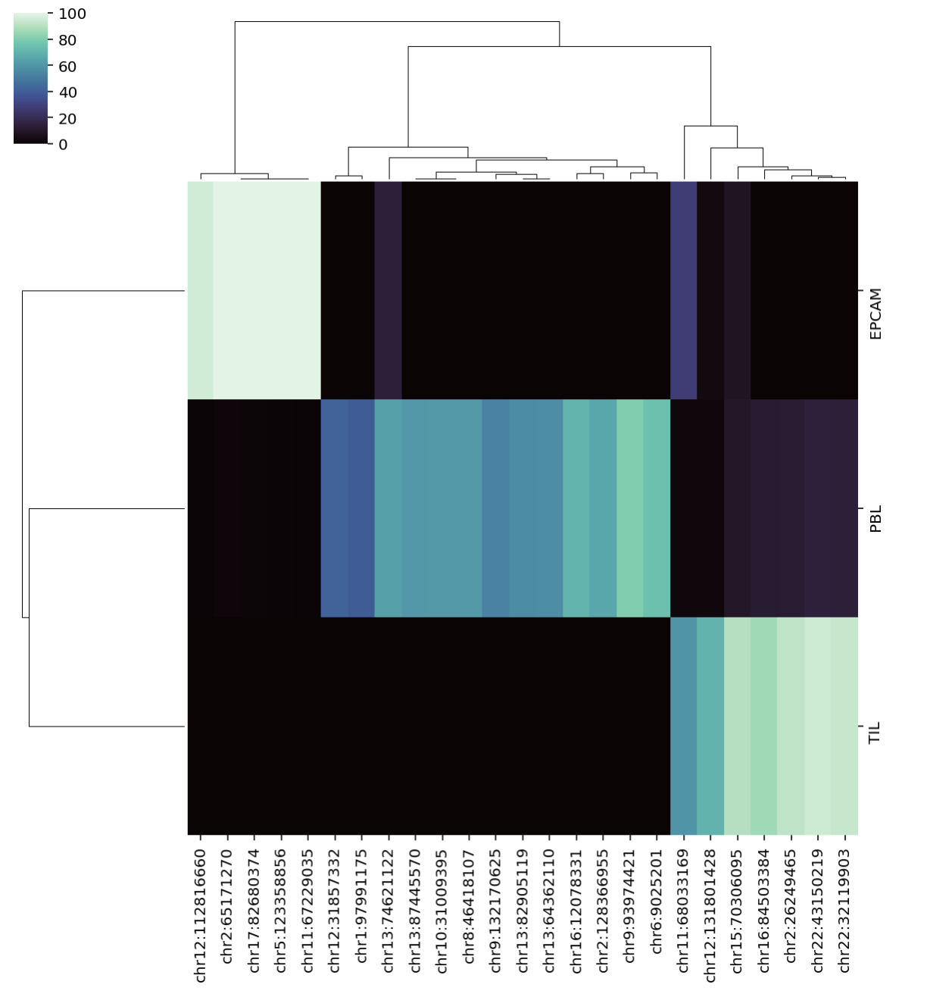 100
80
60
40
20
0
EPCAM
PBL
TIL
chr12:112816660
chr2:65171270
chr17:82680374
chr5:123358856
chr11:67229035
chr12:31857332
chr1:97991175
chr13:74621122
chr13:87445570
chr10:31009395
chr8:46418107
chr9:132170625
chr13:82905119
chr13:64362110
chr16:12078331
chr2:128366955
chr9:93974421
chr6:9025201
chr11:68033169
chr12:131801428
chr15:70306095
chr16:84503384
chr2:26249465
chr22:43150219
chr22:32119903